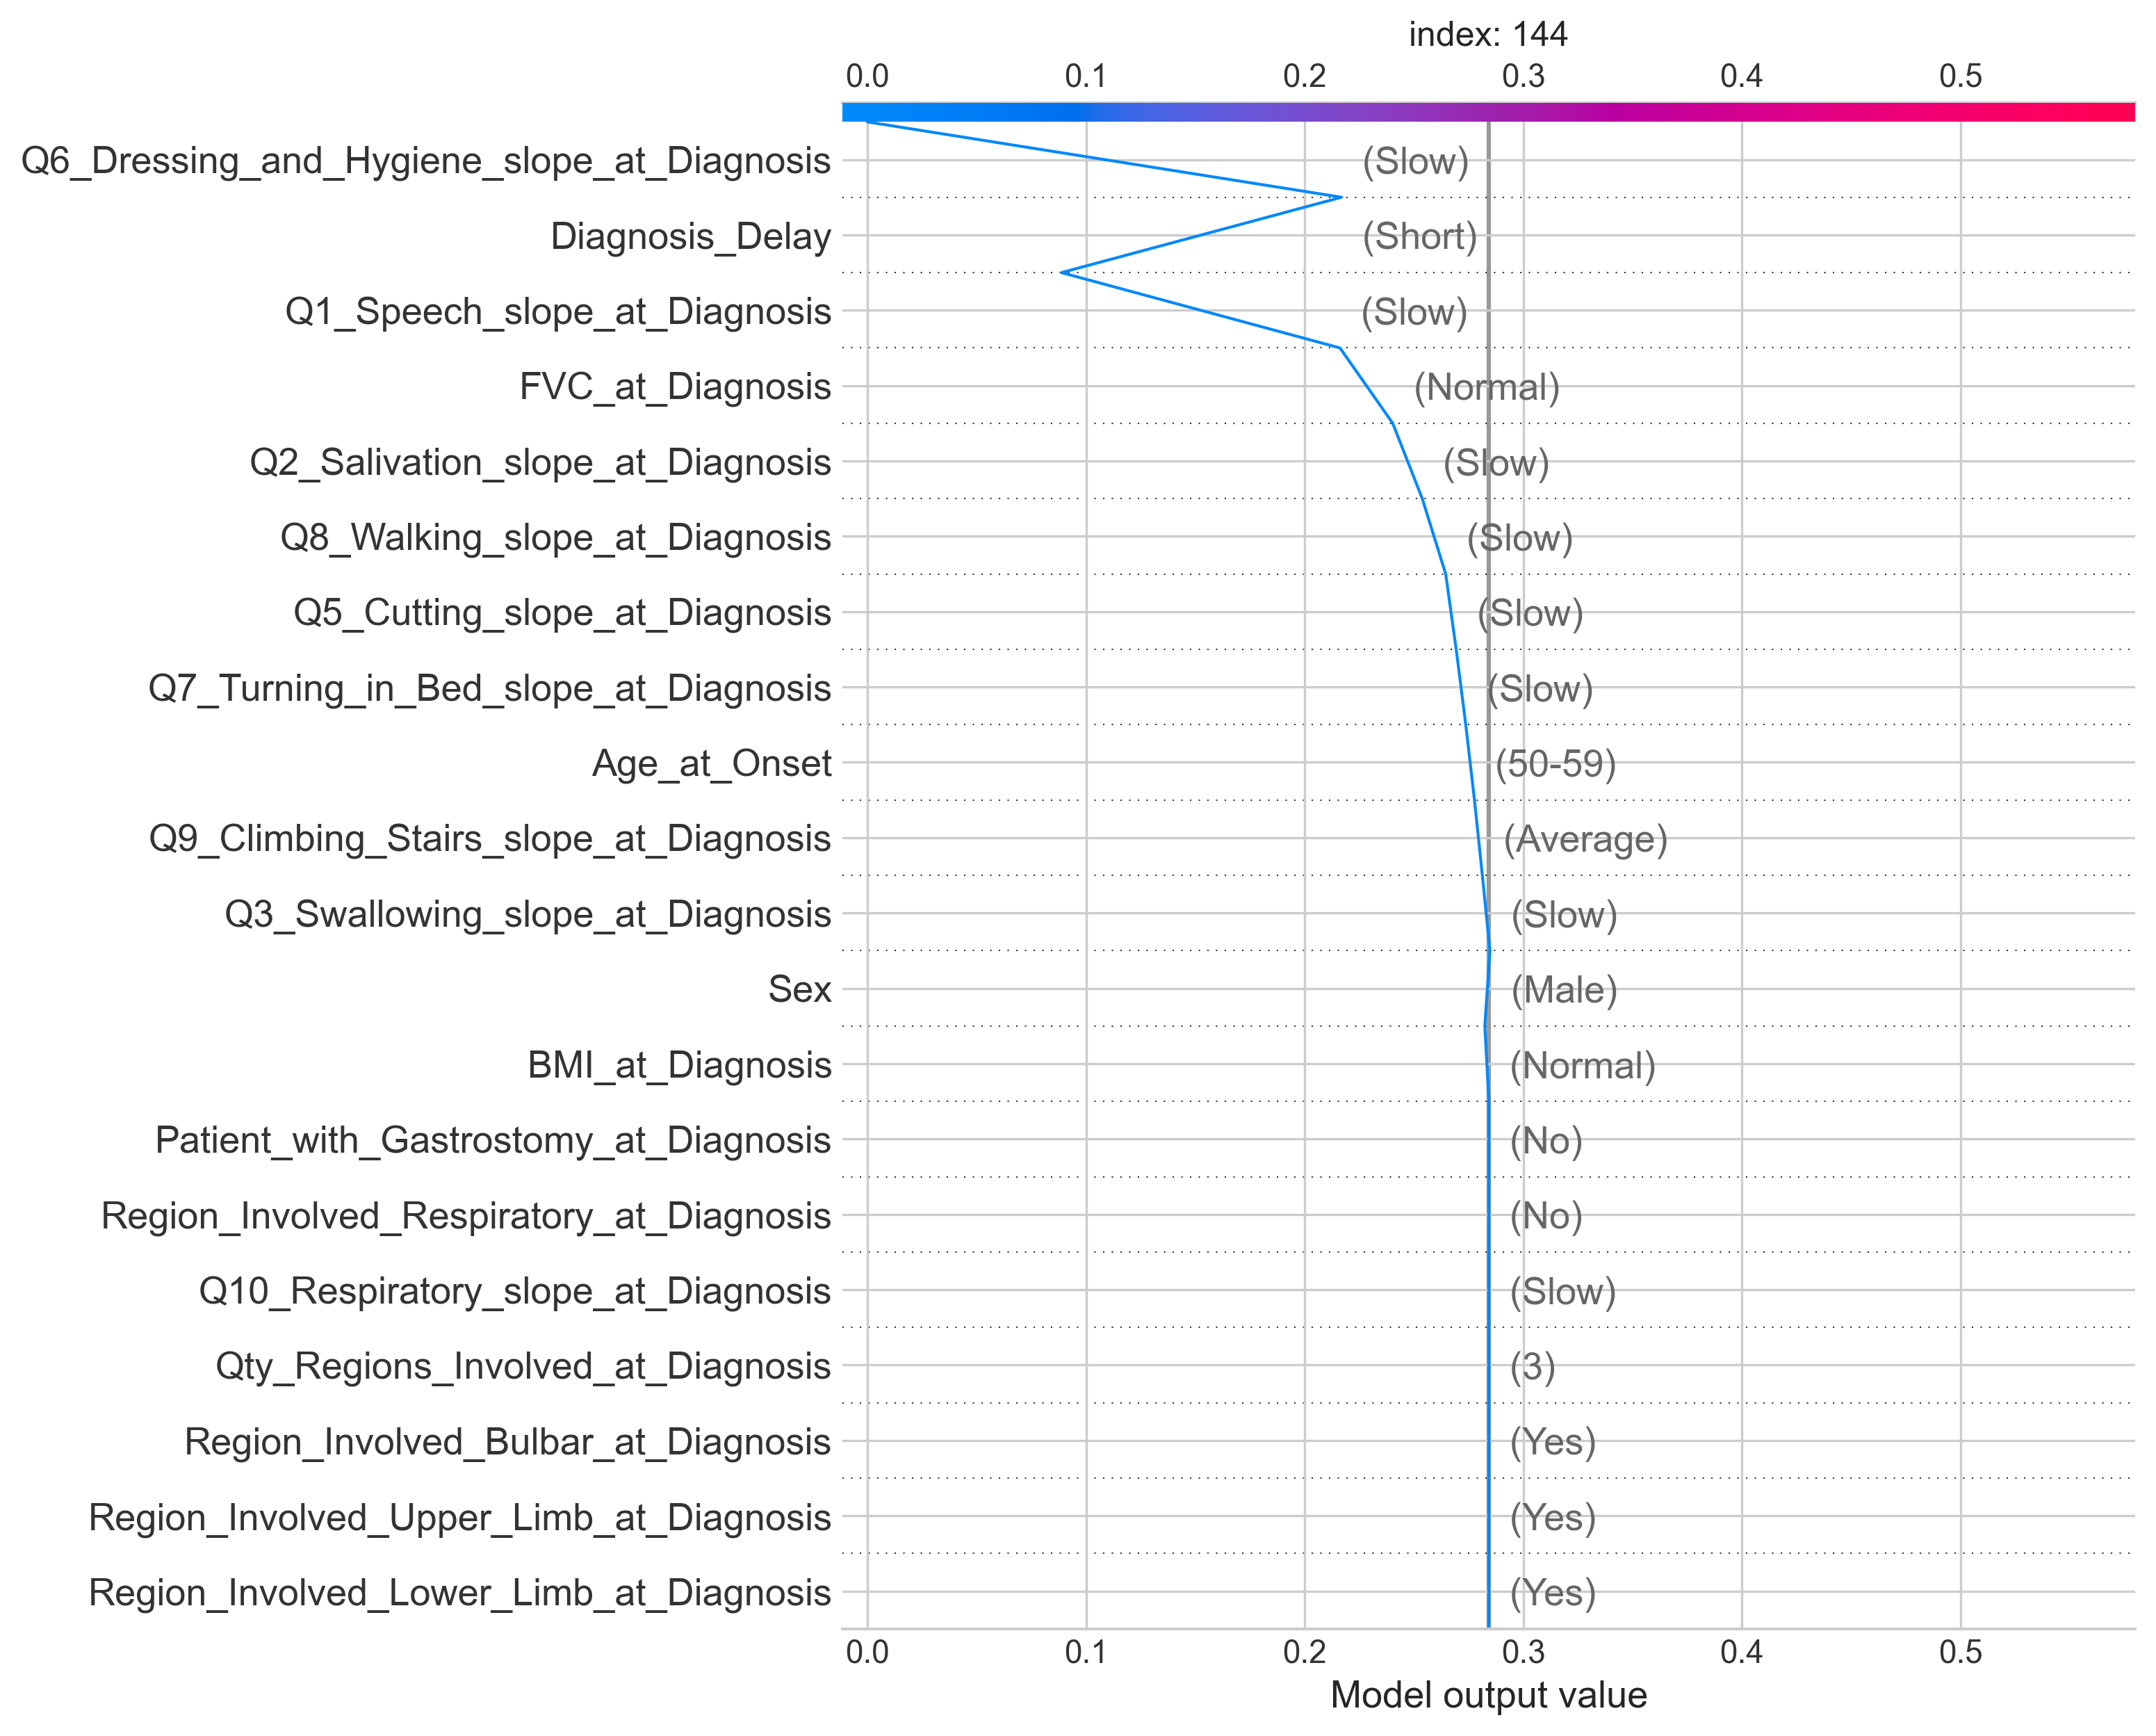 index: 144
0.0 0.1 0.2 0.3 0.4 0.5
Q6_Dressing_and_Hygiene_slope_at_Diagnosis (Slow)
Diagnosis_Delay (Short)
Q1_Speech_slope_at_Diagnosis (Slow)
FVC_at_Diagnosis (Normal)
Q2_Salivation_slope_at_Diagnosis (Slow)
Q8_Walking_slope_at_Diagnosis (Slow)
Q5_Cutting_slope_at_Diagnosis (Slow)
Q7_Turning_in_Bed_slope_at_Diagnosis (Slow)
Age_at_Onset (50-59)
Q9_Climbing_Stairs_slope_at_Diagnosis (Average)
Q3_Swallowing_slope_at_Diagnosis (Slow)
Sex (Male)
BMI_at_Diagnosis (Normal)
Patient_with_Gastrostomy_at_Diagnosis (No)
Region_Involved_Respiratory_at_Diagnosis (No)
Q10_Respiratory_slope_at_Diagnosis (Slow)
Qty_Regions_Involved_at_Diagnosis (3)
Region_Involved_Bulbar_at_Diagnosis (Yes)
Region_Involved_Upper_Limb_at_Diagnosis (Yes)
Region_Involved_Lower_Limb_at_Diagnosis (Yes)
0.0 0.1 0.2 0.3 0.4 0.5
Model output value